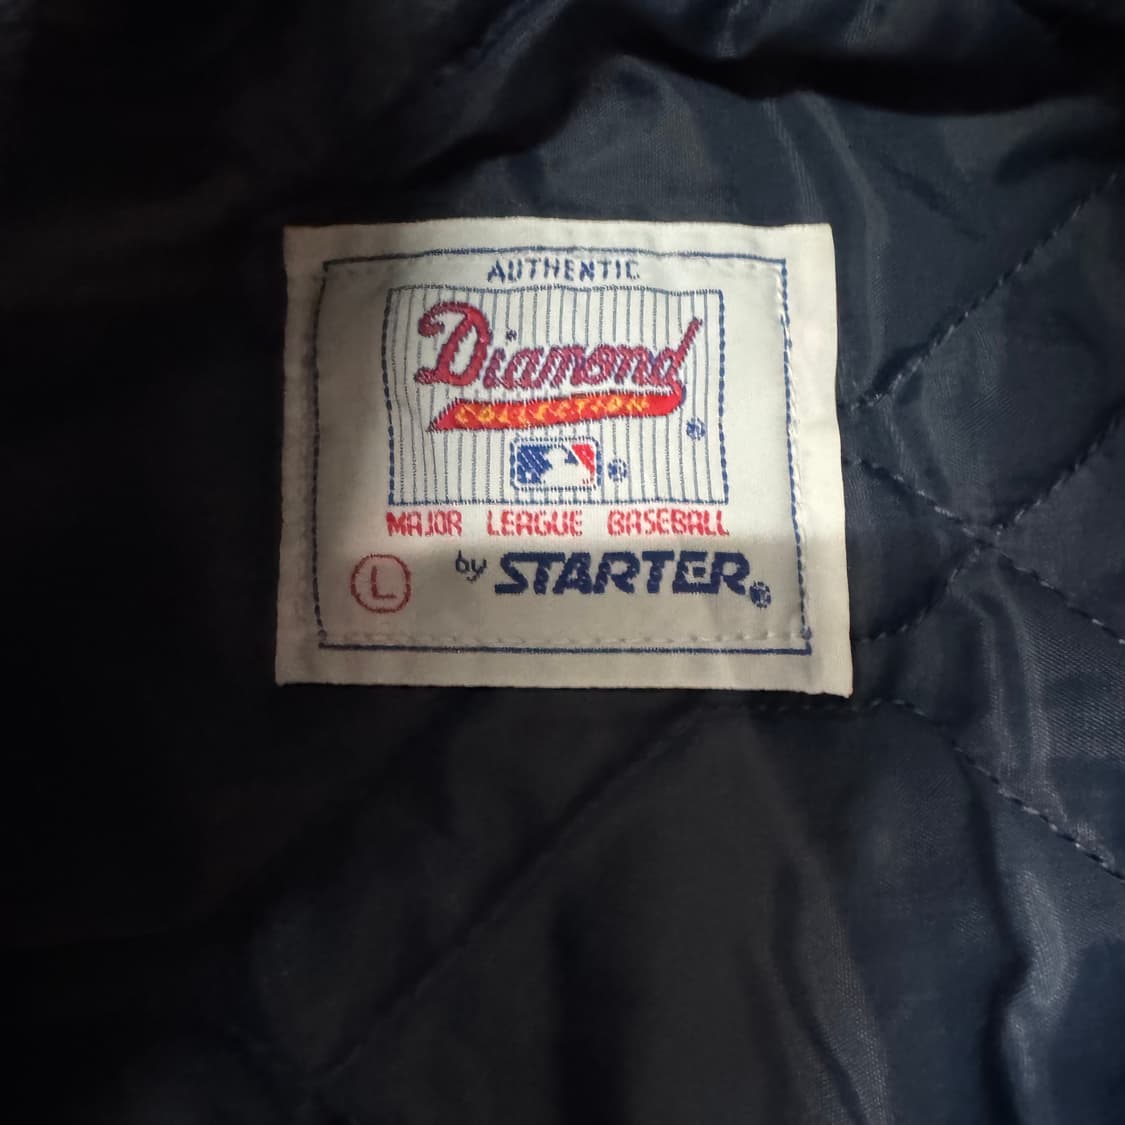 AUTHENTIC
Diamond
COLLECTION
®
®
MAJOR LEAGUE BASEBALL
L
by STARTER®